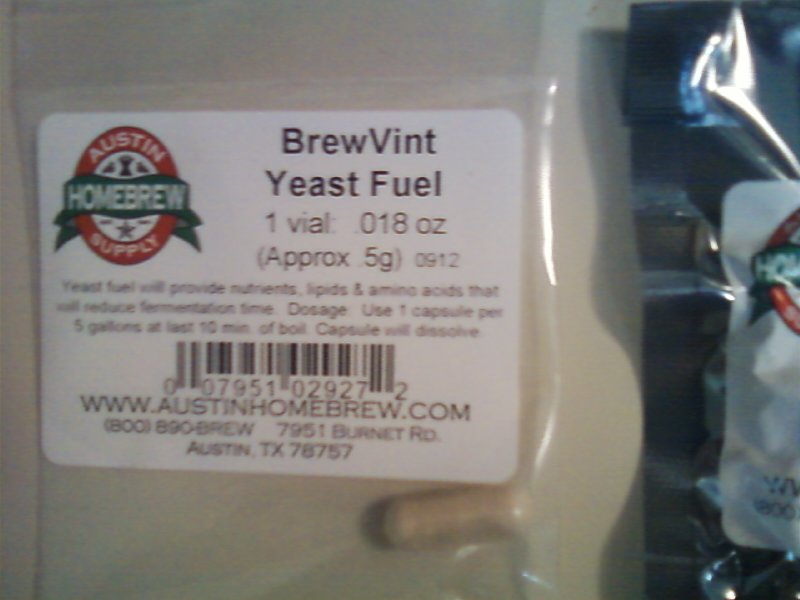 AUSTIN
HOMEBREW
SUPPLY
BrewVint
Yeast Fuel
1 vial: .018 oz
(Approx .5g) 0912
Yeast fuel will provide nutrients, lipids & amino acids that
will reduce fermentation time. Dosage: Use 1 capsule per
5 gallons at last 10 min. of boil. Capsule will dissolve.
0 07951 02927 2
WWW.AUSTINHOMEBREW.COM
(800) 890-BREW 7951 BURNET RD.
AUSTIN, TX 78757
HO
WW
(800)